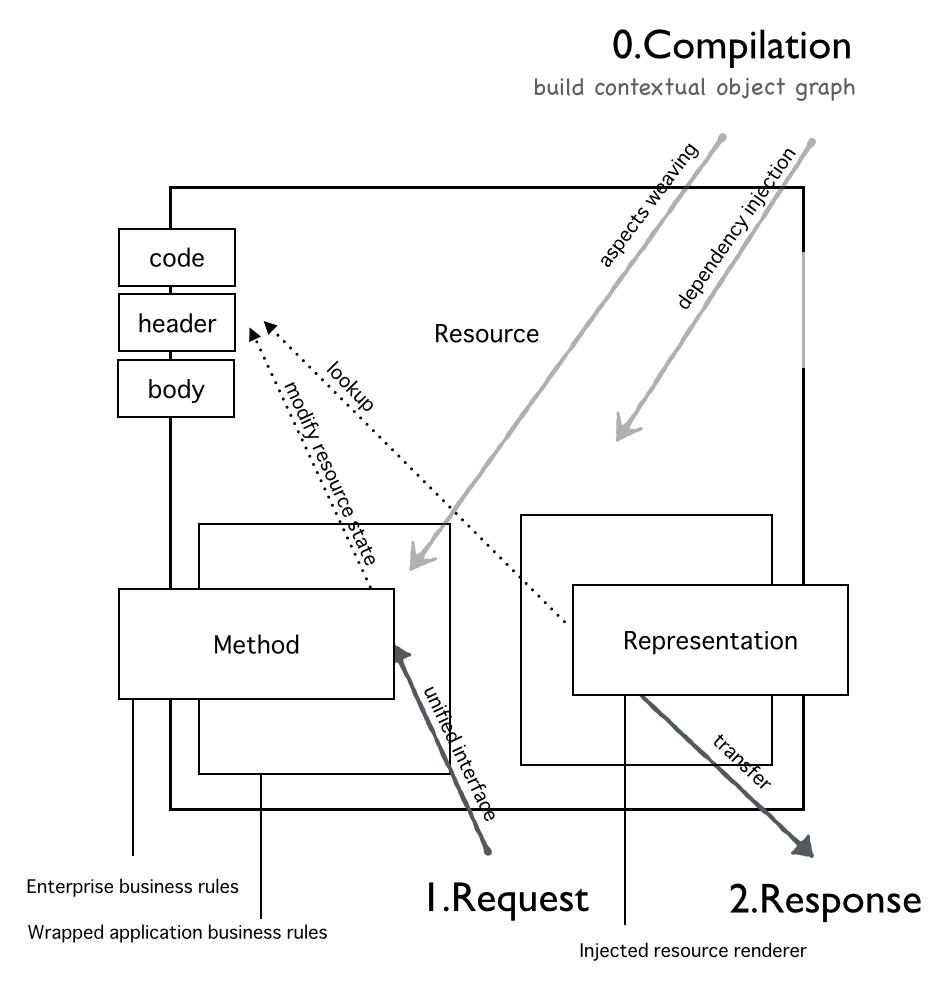 0.Compilation
build contextual object graph
aspects weaving
dependency injection
code
header
body
Resource
lookup
modify resource state
Method
Representation
unified interface
transfer
Enterprise business rules
1.Request
2.Response
Wrapped application business rules
Injected resource renderer